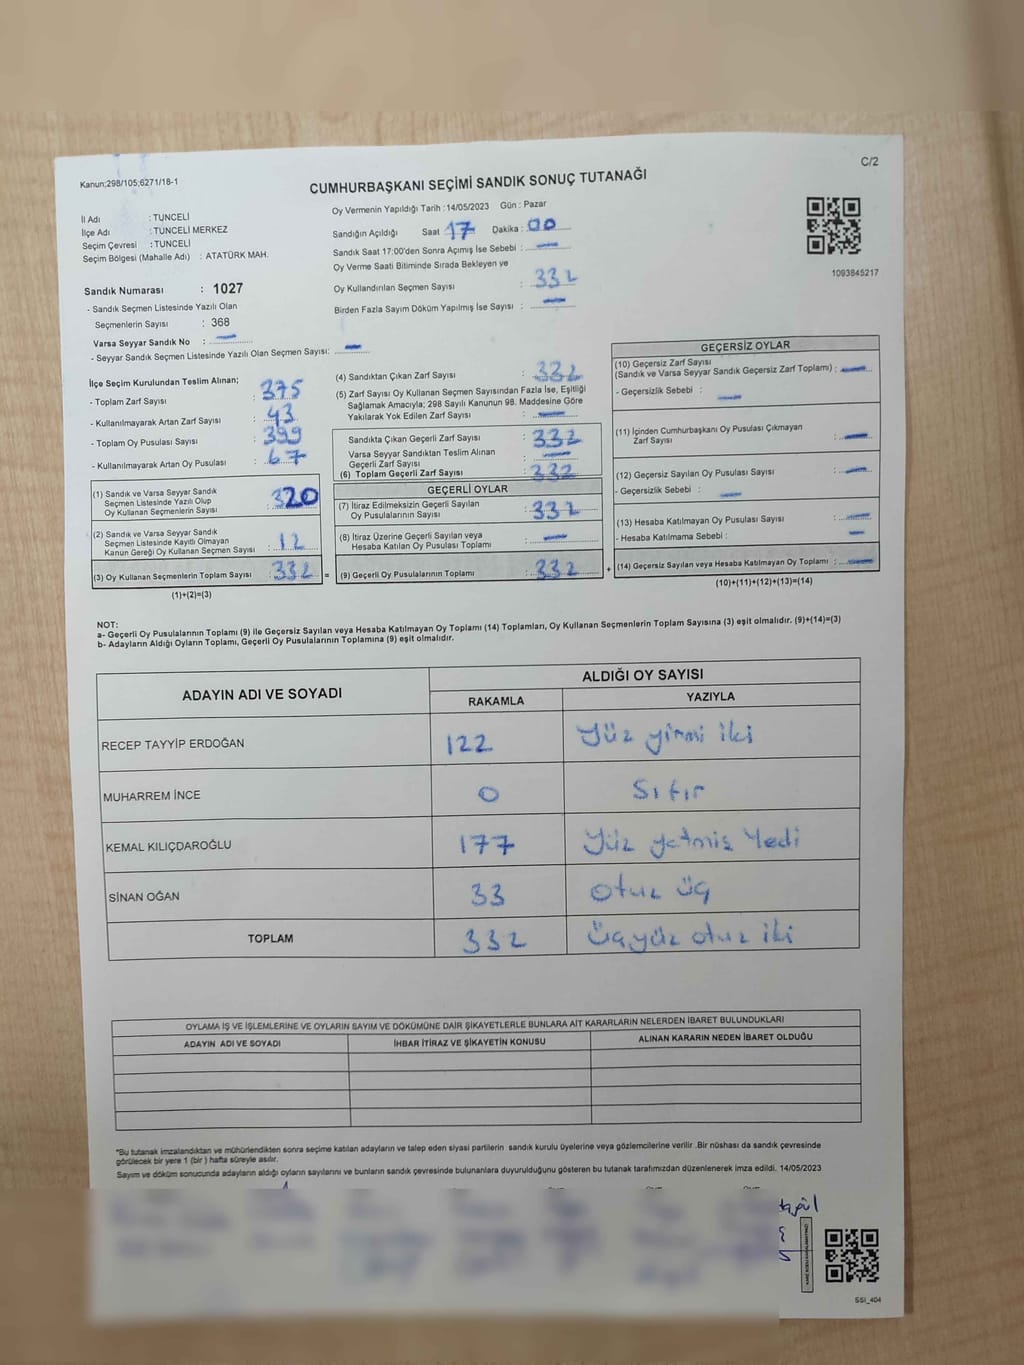 Kanun;298/105;6271/18-1
C/2
CUMHURBAŞKANI SEÇİMİ SANDIK SONUÇ TUTANAĞI
İl Adı : TUNCELİ
İlçe Adı : TUNCELİ MERKEZ
Seçim Çevresi : TUNCELİ
Seçim Bölgesi (Mahalle Adı) : ATATÜRK MAH.
Sandık Numarası : 1027
- Sandık Seçmen Listesinde Yazılı Olan
Seçmenlerin Sayısı : 368
Varsa Seyyar Sandık No : —
- Seyyar Sandık Seçmen Listesinde Yazılı Olan Seçmen Sayısı: —
Oy Vermenin Yapıldığı Tarih : 14/05/2023 Gün : Pazar
Sandığın Açıldığı Saat 17 Dakika : 00
Sandık Saat 17:00'den Sonra Açımış İse Sebebi : —
Oy Verme Saati Bitiminde Sırada Bekleyen ve
Oy Kullandırılan Seçmen Sayısı : 332
Birden Fazla Sayım Döküm Yapılmış İse Sayısı : —
1093845217
İlçe Seçim Kurulundan Teslim Alınan;
- Toplam Zarf Sayısı : 375
- Kullanılmayarak Artan Zarf Sayısı : 43
- Toplam Oy Pusulası Sayısı : 399
- Kullanılmayarak Artan Oy Pusulası : 67
(1) Sandık ve Varsa Seyyar Sandık
Seçmen Listesinde Yazılı Olup
Oy Kullanan Seçmenlerin Sayısı : 320
(2) Sandık ve Varsa Seyyar Sandık
Seçmen Listesinde Kayıtlı Olmayan
Kanun Gereği Oy Kullanan Seçmen Sayısı : 12
(3) Oy Kullanan Seçmenlerin Toplam Sayısı : 332 =
(1)+(2)=(3)
(4) Sandıktan Çıkan Zarf Sayısı : 332
(5) Zarf Sayısı Oy Kullanan Seçmen Sayısından Fazla İse, Eşitliği
Sağlamak Amacıyla; 298 Sayılı Kanunun 98. Maddesine Göre
Yakılarak Yok Edilen Zarf Sayısı : —
Sandıkta Çıkan Geçerli Zarf Sayısı : 332
Varsa Seyyar Sandıktan Teslim Alınan
Geçerli Zarf Sayısı : —
(6) Toplam Geçerli Zarf Sayısı : 332
GEÇERLİ OYLAR
(7) İtiraz Edilmeksizin Geçerli Sayılan
Oy Pusulalarının Sayısı : 332
(8) İtiraz Üzerine Geçerli Sayılan veya
Hesaba Katılan Oy Pusulası Toplamı : —
(9) Geçerli Oy Pusulalarının Toplamı : 332 +
GEÇERSİZ OYLAR
(10) Geçersiz Zarf Sayısı
(Sandık ve Varsa Seyyar Sandık Geçersiz Zarf Toplamı) : —
- Geçersizlik Sebebi : —
(11) İçinden Cumhurbaşkanı Oy Pusulası Çıkmayan
Zarf Sayısı : —
(12) Geçersiz Sayılan Oy Pusulası Sayısı : —
- Geçersizlik Sebebi : —
(13) Hesaba Katılmayan Oy Pusulası Sayısı : —
- Hesaba Katılmama Sebebi : —
(14) Geçersiz Sayılan veya Hesaba Katılmayan Oy Toplamı : —
(10)+(11)+(12)+(13)=(14)
NOT:
a- Geçerli Oy Pusulalarının Toplamı (9) ile Geçersiz Sayılan veya Hesaba Katılmayan Oy Toplamı (14) Toplamları, Oy Kullanan Seçmenlerin Toplam Sayısına (3) eşit olmalıdır. (9)+(14)=(3)
b- Adayların Aldığı Oyların Toplamı, Geçerli Oy Pusulalarının Toplamına (9) eşit olmalıdır.
ADAYIN ADI VE SOYADI ALDIĞI OY SAYISI
RAKAMLA YAZIYLA
RECEP TAYYİP ERDOĞAN 122 Yüz yirmi iki
MUHARREM İNCE 0 Sıfır
KEMAL KILIÇDAROĞLU 177 Yüz yetmiş Yedi
SİNAN OĞAN 33 otuz üç
TOPLAM 332 üçyüz otuz iki
OYLAMA İŞ VE İŞLEMLERİNE VE OYLARIN SAYIM VE DÖKÜMÜNE DAİR ŞİKAYETLERLE BUNLARA AİT KARARLARIN NELERDEN İBARET BULUNDUKLARI
ADAYIN ADI VE SOYADI İHBAR İTİRAZ VE ŞİKAYETİN KONUSU ALINAN KARARIN NEDEN İBARET OLDUĞU
*Bu tutanak imzalandıktan ve mühürlendikten sonra seçime katılan adayların ve talep eden siyasi partilerin sandık kurulu üyelerine veya gözlemcilerine verilir .Bir nüshası da sandık çevresinde
görülecek bir yere 1 (bir ) hafta süreyle asılır.
Sayım ve döküm sonucunda adayların aldığı oyların sayılarını ve bunların sandık çevresinde bulunanlara duyurulduğunu gösteren bu tutanak tarafımızdan düzenlenerek imza edildi. 14/05/2023
SSI_404